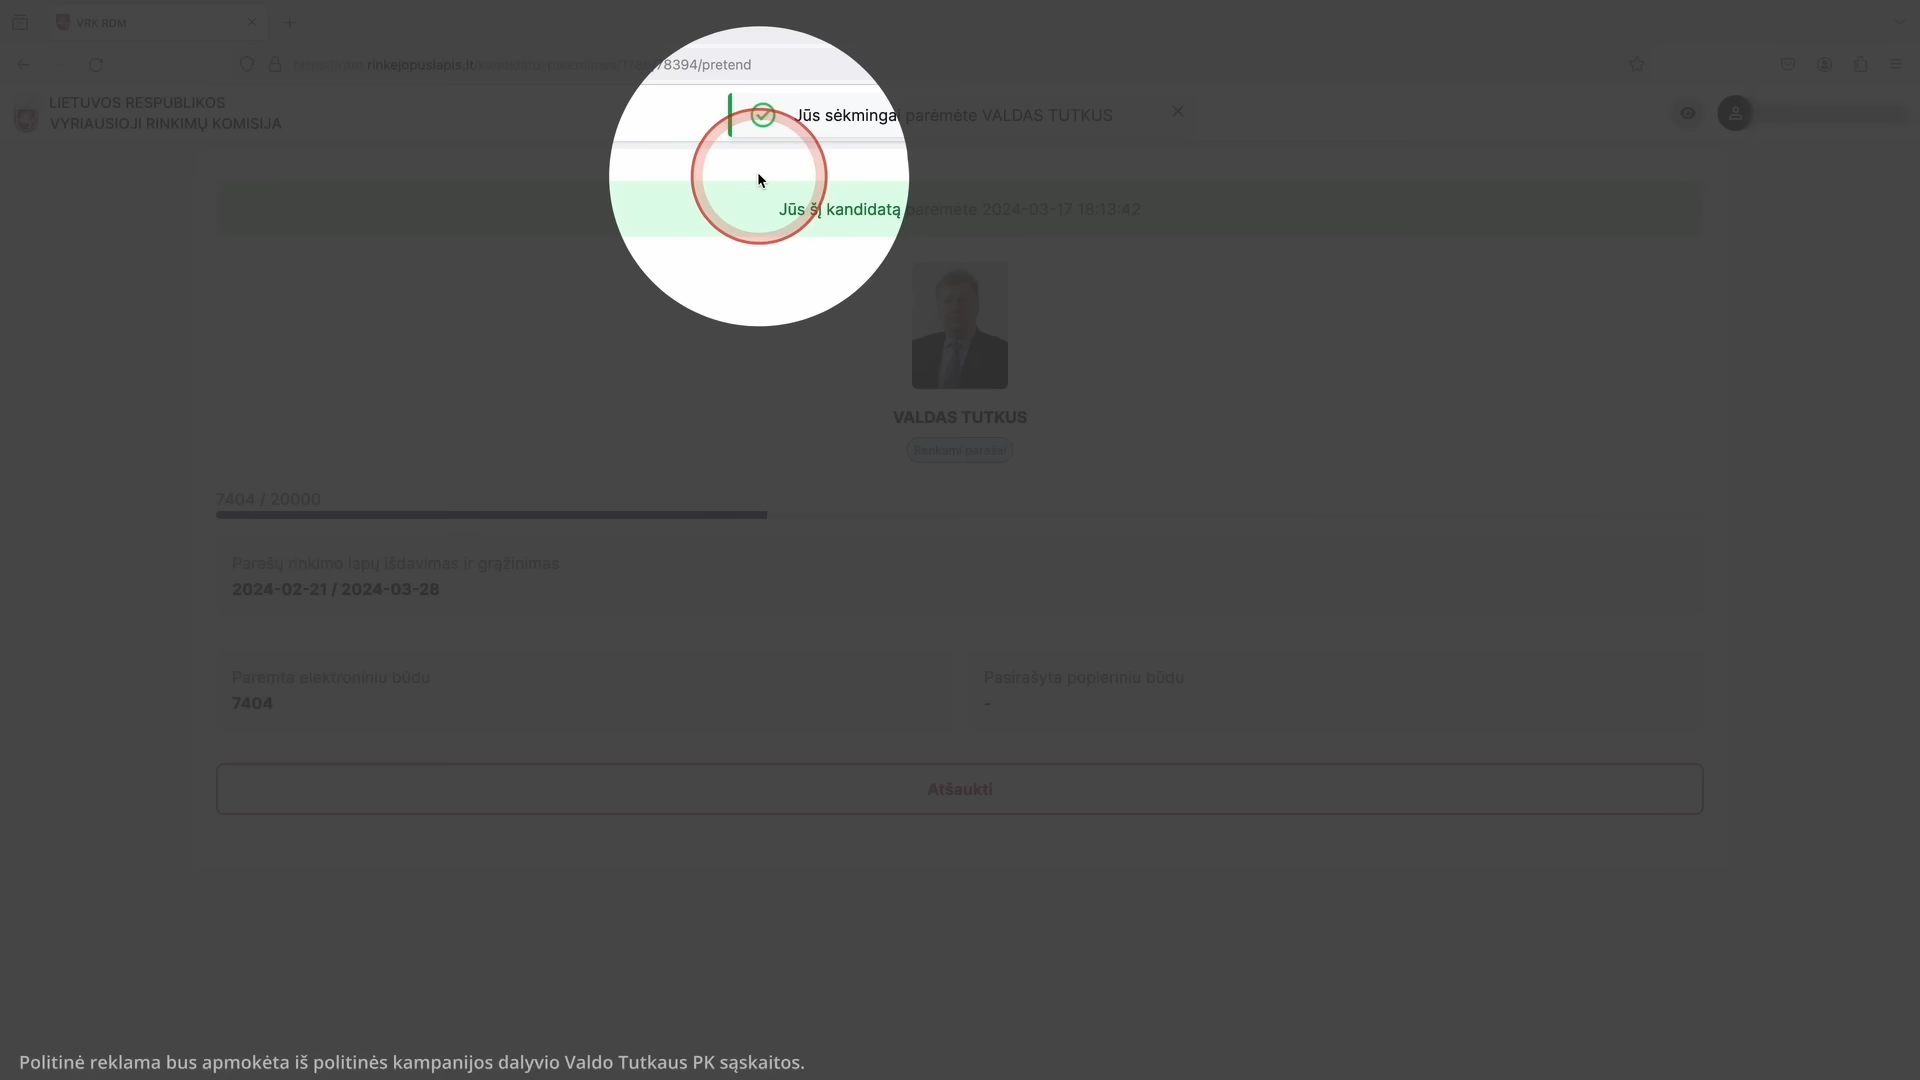 VRK RDM
rinkejopuslapis.lt/
78394/pretend
LIETUVOS RESPUBLIKOS
VYRIAUSIOJI RINKIMŲ KOMISIJA
Jūs sėkmingai parėmėte VALDAS TUTKUS
Jūs šį kandidatą parėmėte 2024-03-17 18:13:42
VALDAS TUTKUS
Renkami parašai
7404 / 20000
Parašų rinkimo lapų išdavimas ir grąžinimas
2024-02-21 / 2024-03-28
Paremta elektroniniu būdu
7404
Pasirašyta popieriniu būdu
-
Atšaukti
Politinė reklama bus apmokėta iš politinės kampanijos dalyvio Valdo Tutkaus PK sąskaitos.